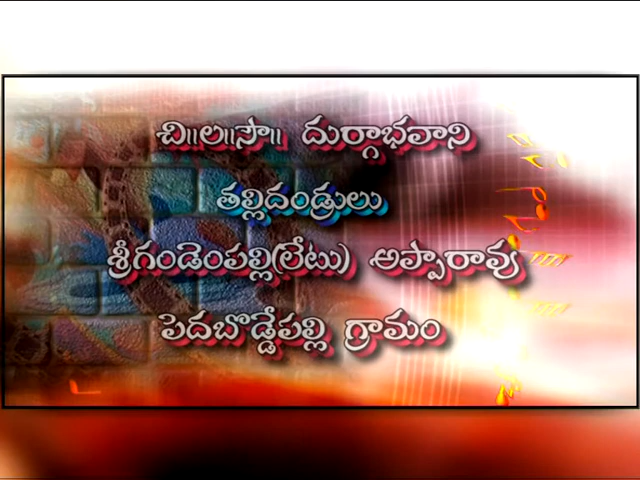 చి॥ల॥సౌ॥ దుర్గాభవాని
తల్లిదండ్రులు
శ్రీగండెంపల్లి(లేటు) అప్పారావు
పెదబొడ్డేపల్లి గ్రామం